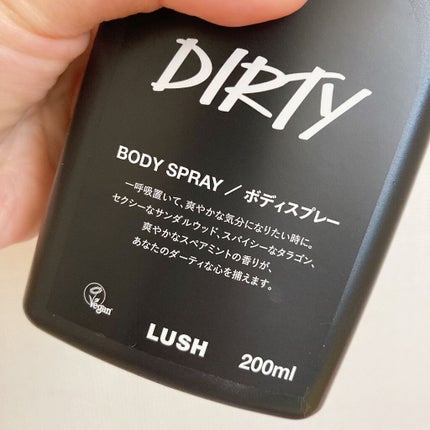 DIRTY
BODY SPRAY / ボディスプレー
一呼吸置いて、爽やかな気分になりたい時に。
セクシーなサンダルウッド、スパイシーなタラゴン、
爽やかなスペアミントの香りが、
あなたのダーティな心を捕えます。
Vegan
LUSH
200ml